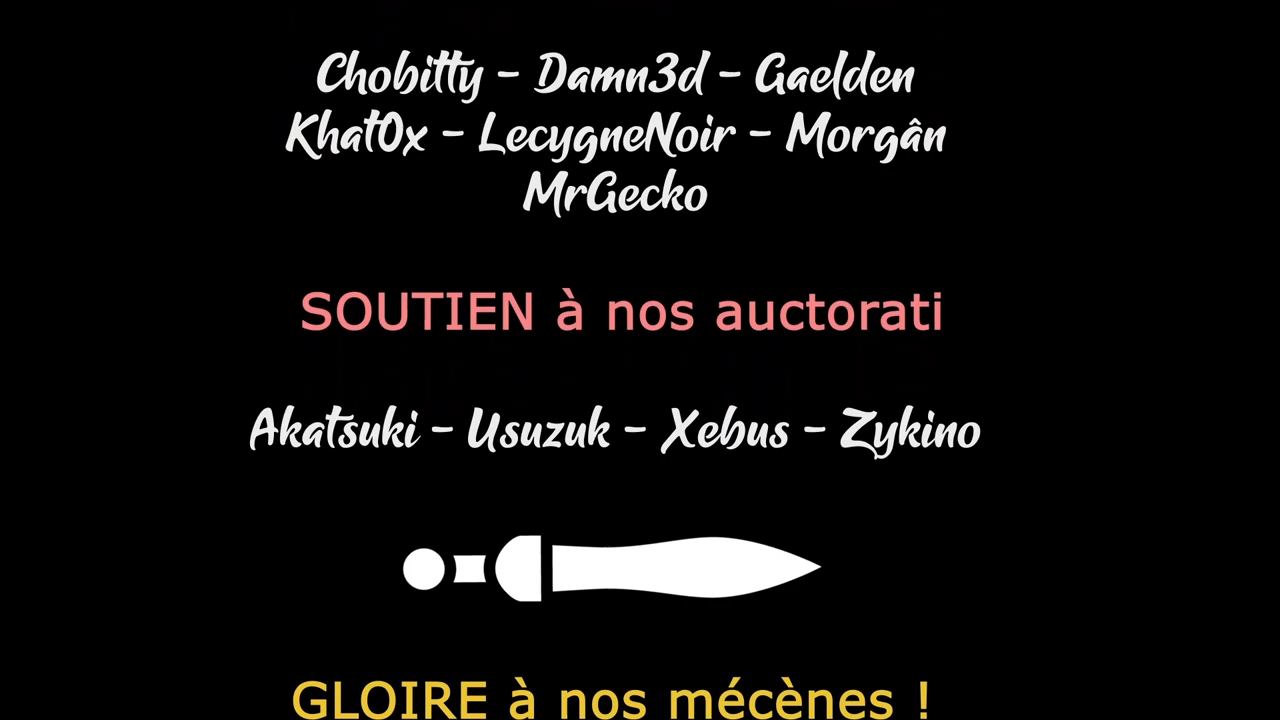 Chobitty - Damn3d - Gaelden
Khat0x - LecygneNoir - Morgân
MrGecko
SOUTIEN à nos auctorati
Akatsuki - Usuzuk - Xebus - Zykino
GLOIRE à nos mécènes !